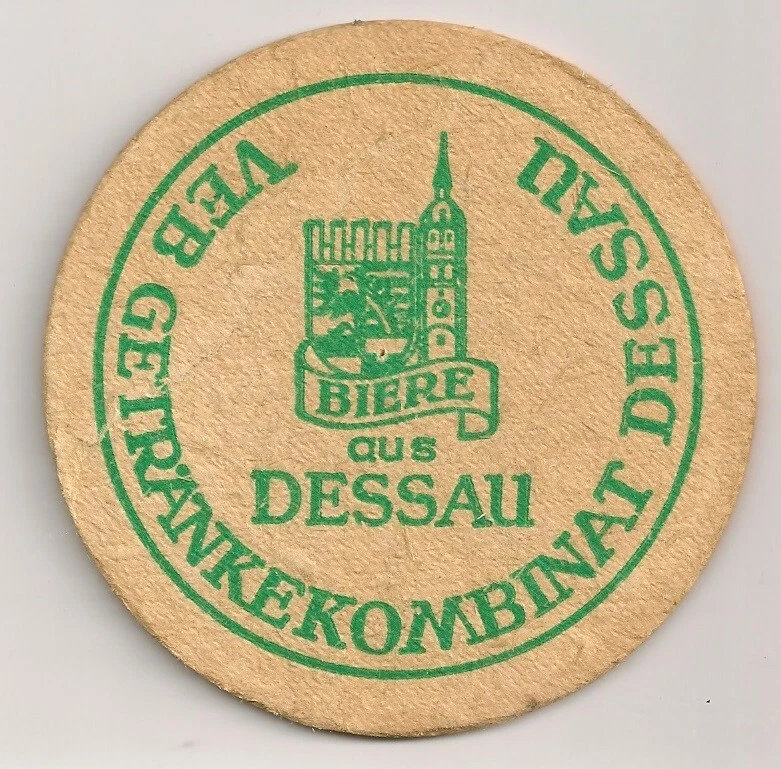 VEB GETRÄNKEKOMBINAT DESSAU
BIERE
aus
DESSAU